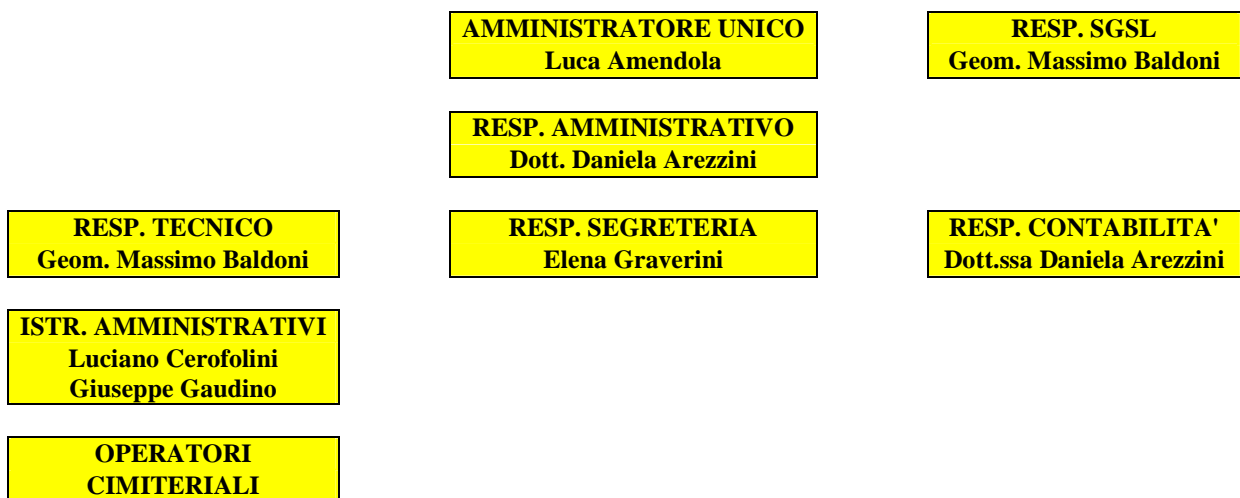 AMMINISTRATORE UNICO
Luca Amendola
RESP. SGSL
Geom. Massimo Baldoni
RESP. AMMINISTRATIVO
Dott. Daniela Arezzini
RESP. TECNICO
Geom. Massimo Baldoni
RESP. SEGRETERIA
Elena Graverini
RESP. CONTABILITA'
Dott.ssa Daniela Arezzini
ISTR. AMMINISTRATIVI
Luciano Cerofolini
Giuseppe Gaudino
OPERATORI
CIMITERIALI